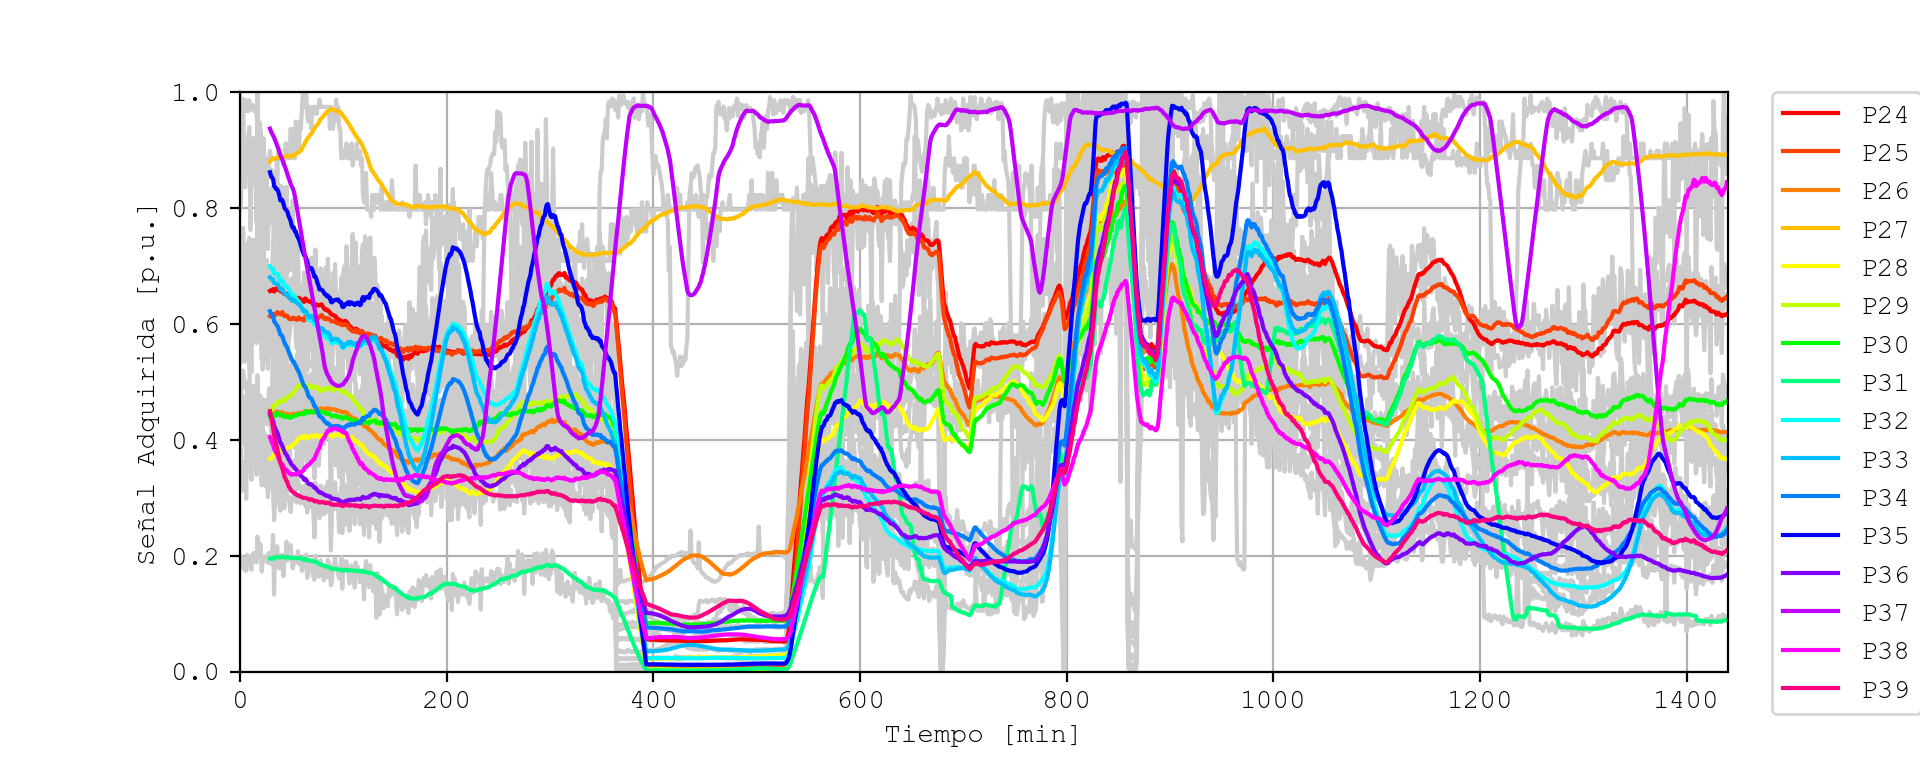 1.0
0.8
0.6
0.4
0.2
0.0
Señal Adquirida [p.u.]
0 200 400 600 800 1000 1200 1400
Tiempo [min]
P24
P25
P26
P27
P28
P29
P30
P31
P32
P33
P34
P35
P36
P37
P38
P39